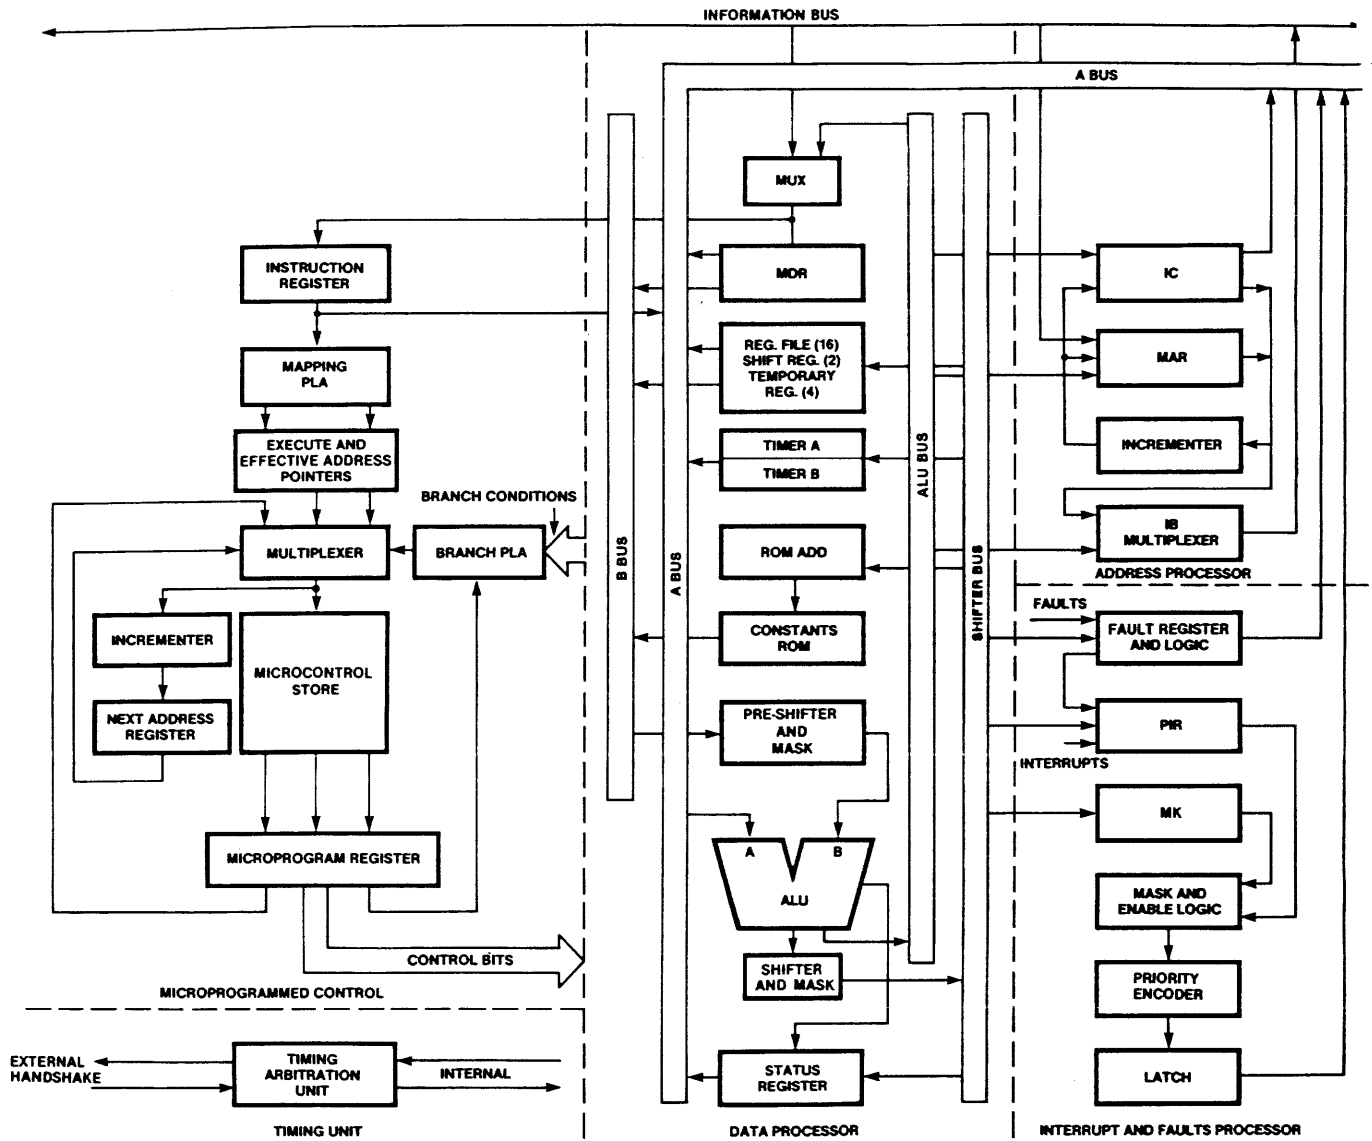 INFORMATION BUS
A BUS
MUX
INSTRUCTION
REGISTER
MDR
IC
MAPPING
PLA
REG. FILE (16)
SHIFT REG. (2)
TEMPORARY
REG. (4)
MAR
EXECUTE AND
EFFECTIVE ADDRESS
POINTERS
TIMER A
TIMER B
INCREMENTER
BRANCH CONDITIONS
MULTIPLEXER
BRANCH PLA
B BUS
A BUS
ALU BUS
SHIFTER BUS
ROM ADD
IB
MULTIPLEXER
ADDRESS PROCESSOR
INCREMENTER
MICROCONTROL
STORE
CONSTANTS
ROM
FAULTS
FAULT REGISTER
AND LOGIC
NEXT ADDRESS
REGISTER
PRE-SHIFTER
AND
MASK
PIR
INTERRUPTS
MK
MICROPROGRAM REGISTER
A
B
ALU
MASK AND
ENABLE LOGIC
CONTROL BITS
SHIFTER
AND MASK
PRIORITY
ENCODER
MICROPROGRAMMED CONTROL
EXTERNAL
HANDSHAKE
TIMING
ARBITRATION
UNIT
INTERNAL
STATUS
REGISTER
LATCH
TIMING UNIT
DATA PROCESSOR
INTERRUPT AND FAULTS PROCESSOR